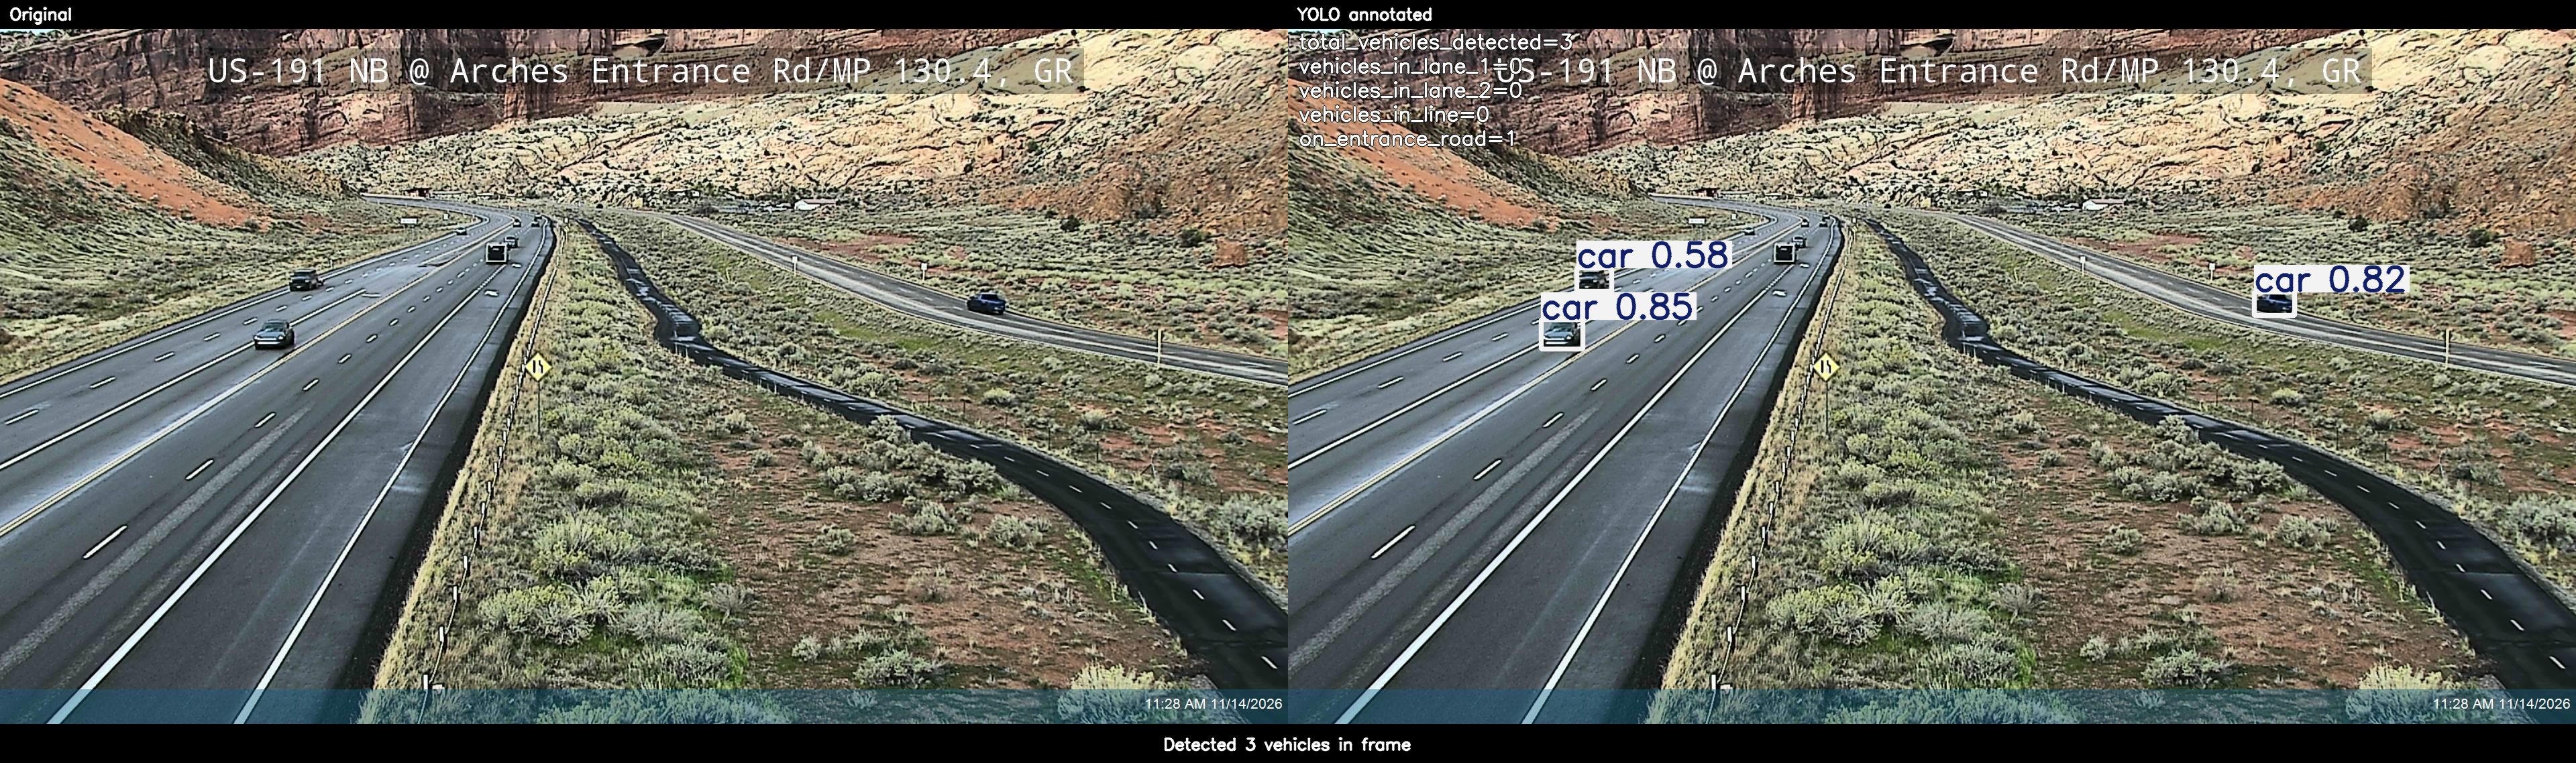 Original
US-191 NB @ Arches Entrance Rd/MP 130.4, GR
11:28 AM 11/14/2026
YOLO annotated
total_vehicles_detected=3
vehicles_in_lane_1=0
US-191 NB @ Arches Entrance Rd/MP 130.4, GR
vehicles_in_lane_2=0
vehicles_in_line=0
on_entrance_road=1
car 0.58
car 0.82
car 0.85
11:28 AM 11/14/2026
Detected 3 vehicles in frame